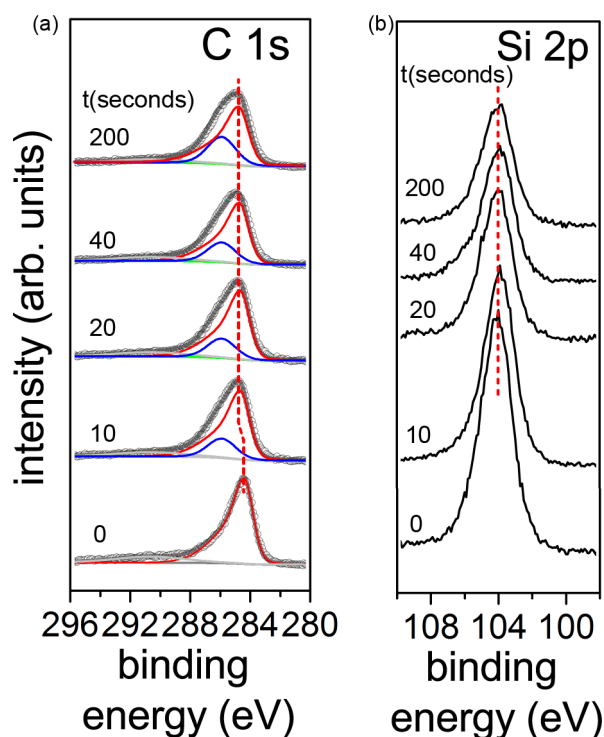 (a)
C 1s
t(seconds)
200
40
20
10
0
intensity (arb. units)
296 292 288 284 280
binding
energy (eV)
(b)
Si 2p
t(seconds)
200
40
20
10
0
108 104 100
binding
energy (eV)